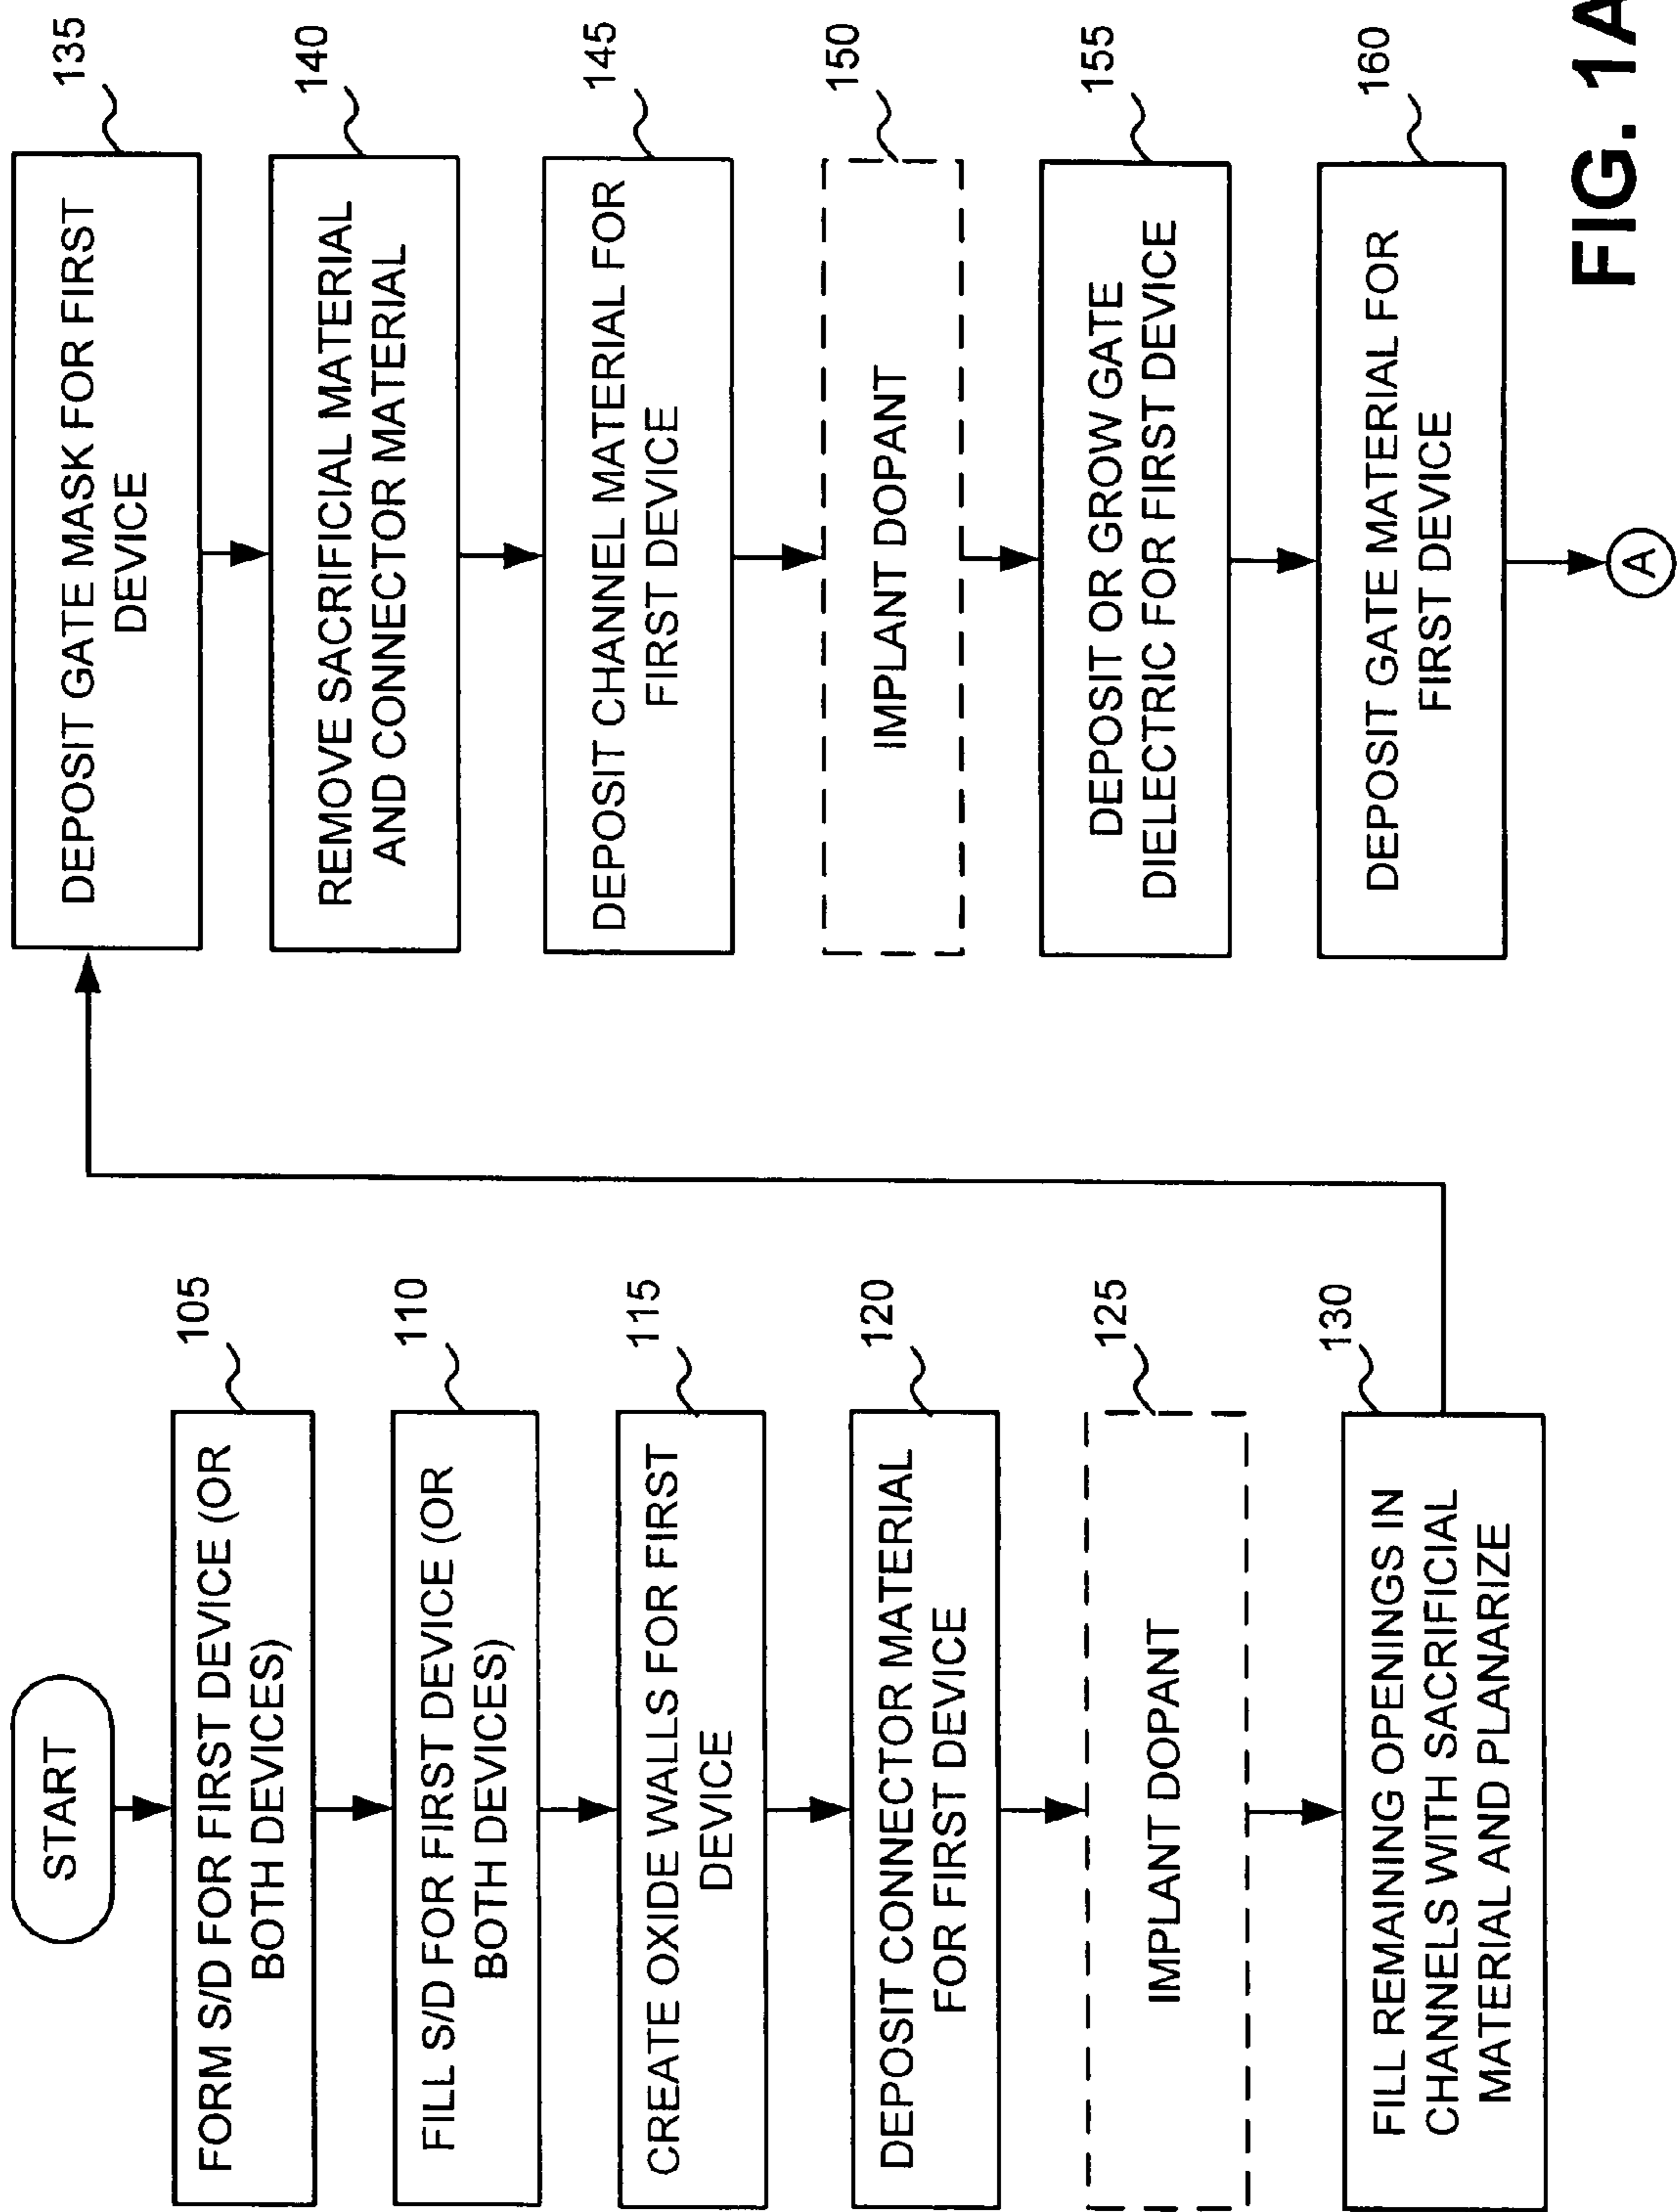 START
FORM S/D FOR FIRST DEVICE (OR
BOTH DEVICES)
105
FILL S/D FOR FIRST DEVICE (OR
BOTH DEVICES)
110
CREATE OXIDE WALLS FOR FIRST
DEVICE
115
DEPOSIT CONNECTOR MATERIAL
FOR FIRST DEVICE
120
IMPLANT DOPANT
125
FILL REMAINING OPENINGS IN
CHANNELS WITH SACRIFICIAL
MATERIAL AND PLANARIZE
130
DEPOSIT GATE MASK FOR FIRST
DEVICE
135
REMOVE SACRIFICIAL MATERIAL
AND CONNECTOR MATERIAL
140
DEPOSIT CHANNEL MATERIAL FOR
FIRST DEVICE
145
IMPLANT DOPANT
150
DEPOSIT OR GROW GATE
DIELECTRIC FOR FIRST DEVICE
155
DEPOSIT GATE MATERIAL FOR
FIRST DEVICE
160
A
FIG. 1A